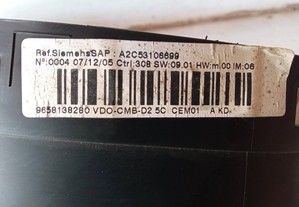 Ref.SiemensSAP : A2C53106699
Nº:0004 07/12/05 Ctrl:308 SW:09.01 HW:m.00 IM:06
9658138280 VDO-CMB-D2 5C CEM01 A KD-